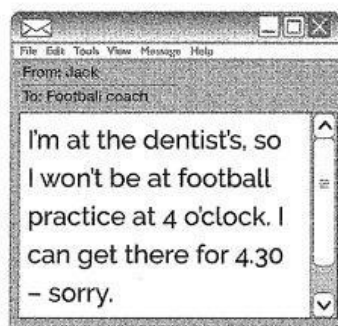 File Edit Tools View Message Help
From: Jack
To: Football coach
I'm at the dentist's, so
I won't be at football
practice at 4 o'clock. I
can get there for 4.30
– sorry.